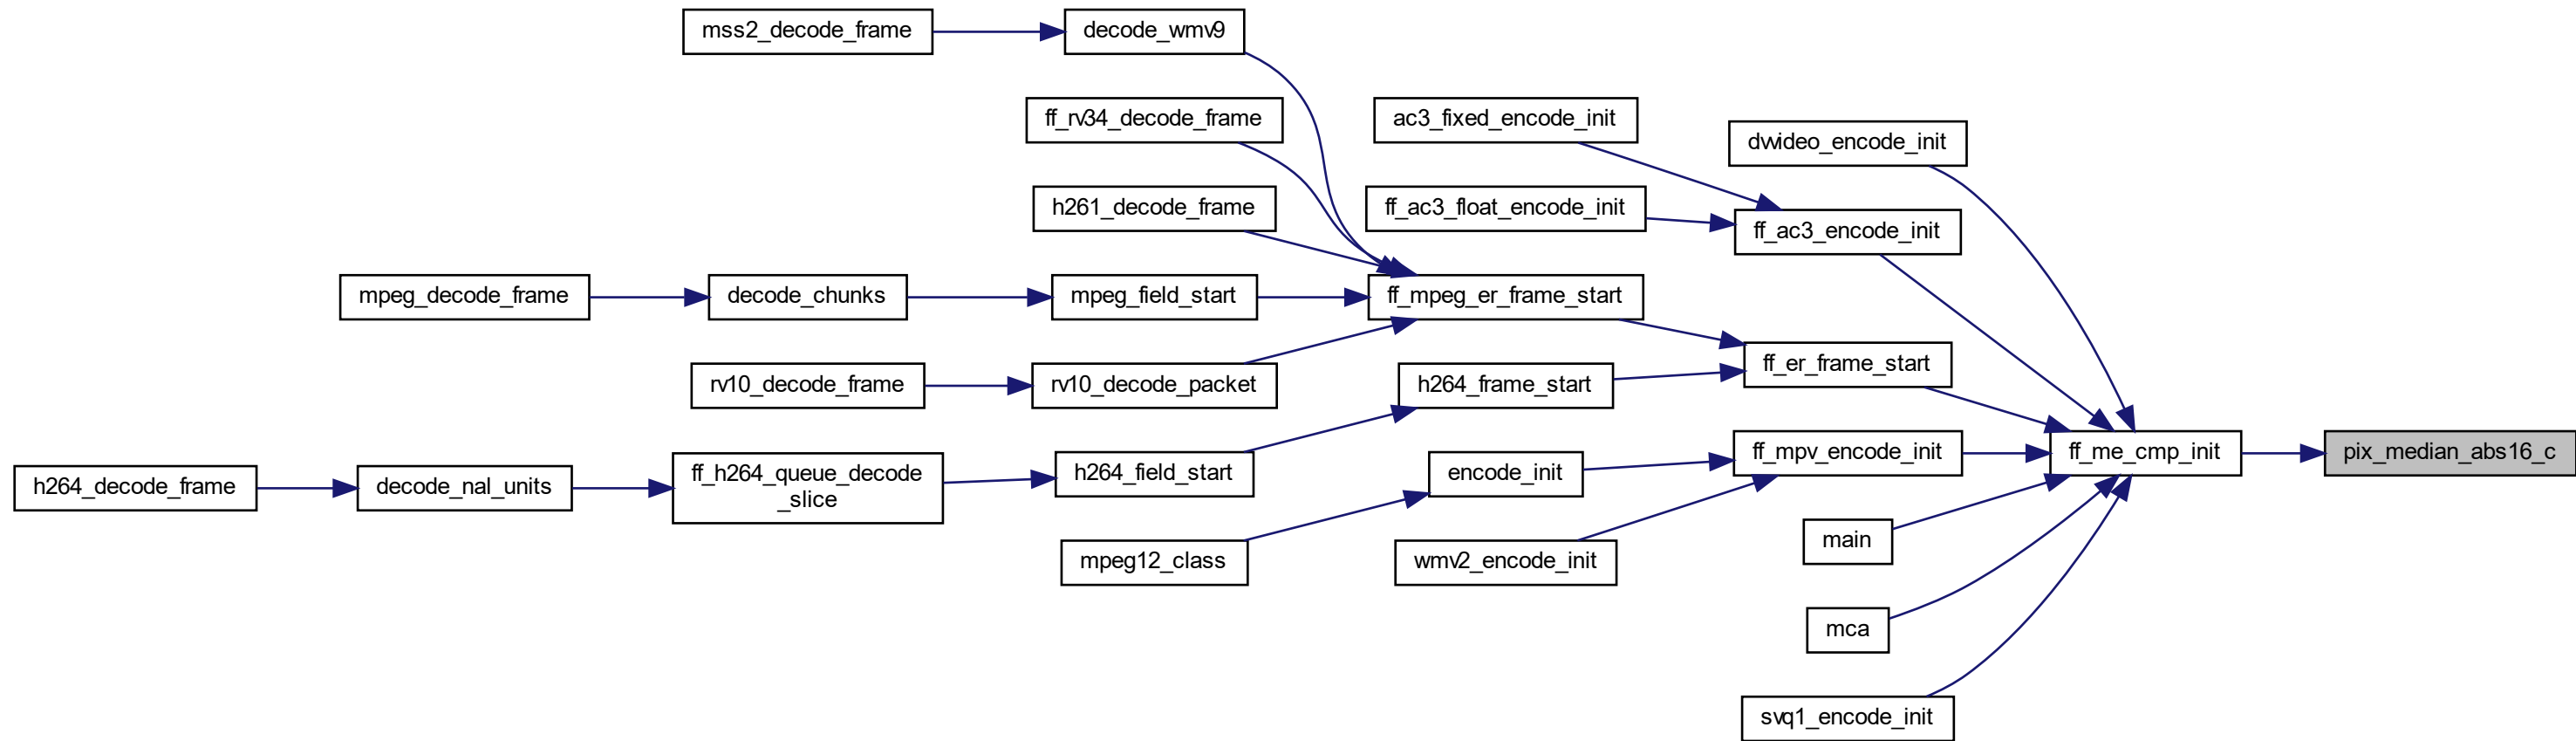 mss2_decode_frame
decode_wmv9
ff_rv34_decode_frame
ac3_fixed_encode_init
dvvideo_encode_init
h261_decode_frame
ff_ac3_float_encode_init
ff_ac3_encode_init
mpeg_decode_frame
decode_chunks
mpeg_field_start
ff_mpeg_er_frame_start
rv10_decode_frame
rv10_decode_packet
h264_frame_start
ff_er_frame_start
h264_decode_frame
decode_nal_units
ff_h264_queue_decode
_slice
h264_field_start
encode_init
ff_mpv_encode_init
ff_me_cmp_init
pix_median_abs16_c
mpeg12_class
wmv2_encode_init
main
mca
svq1_encode_init